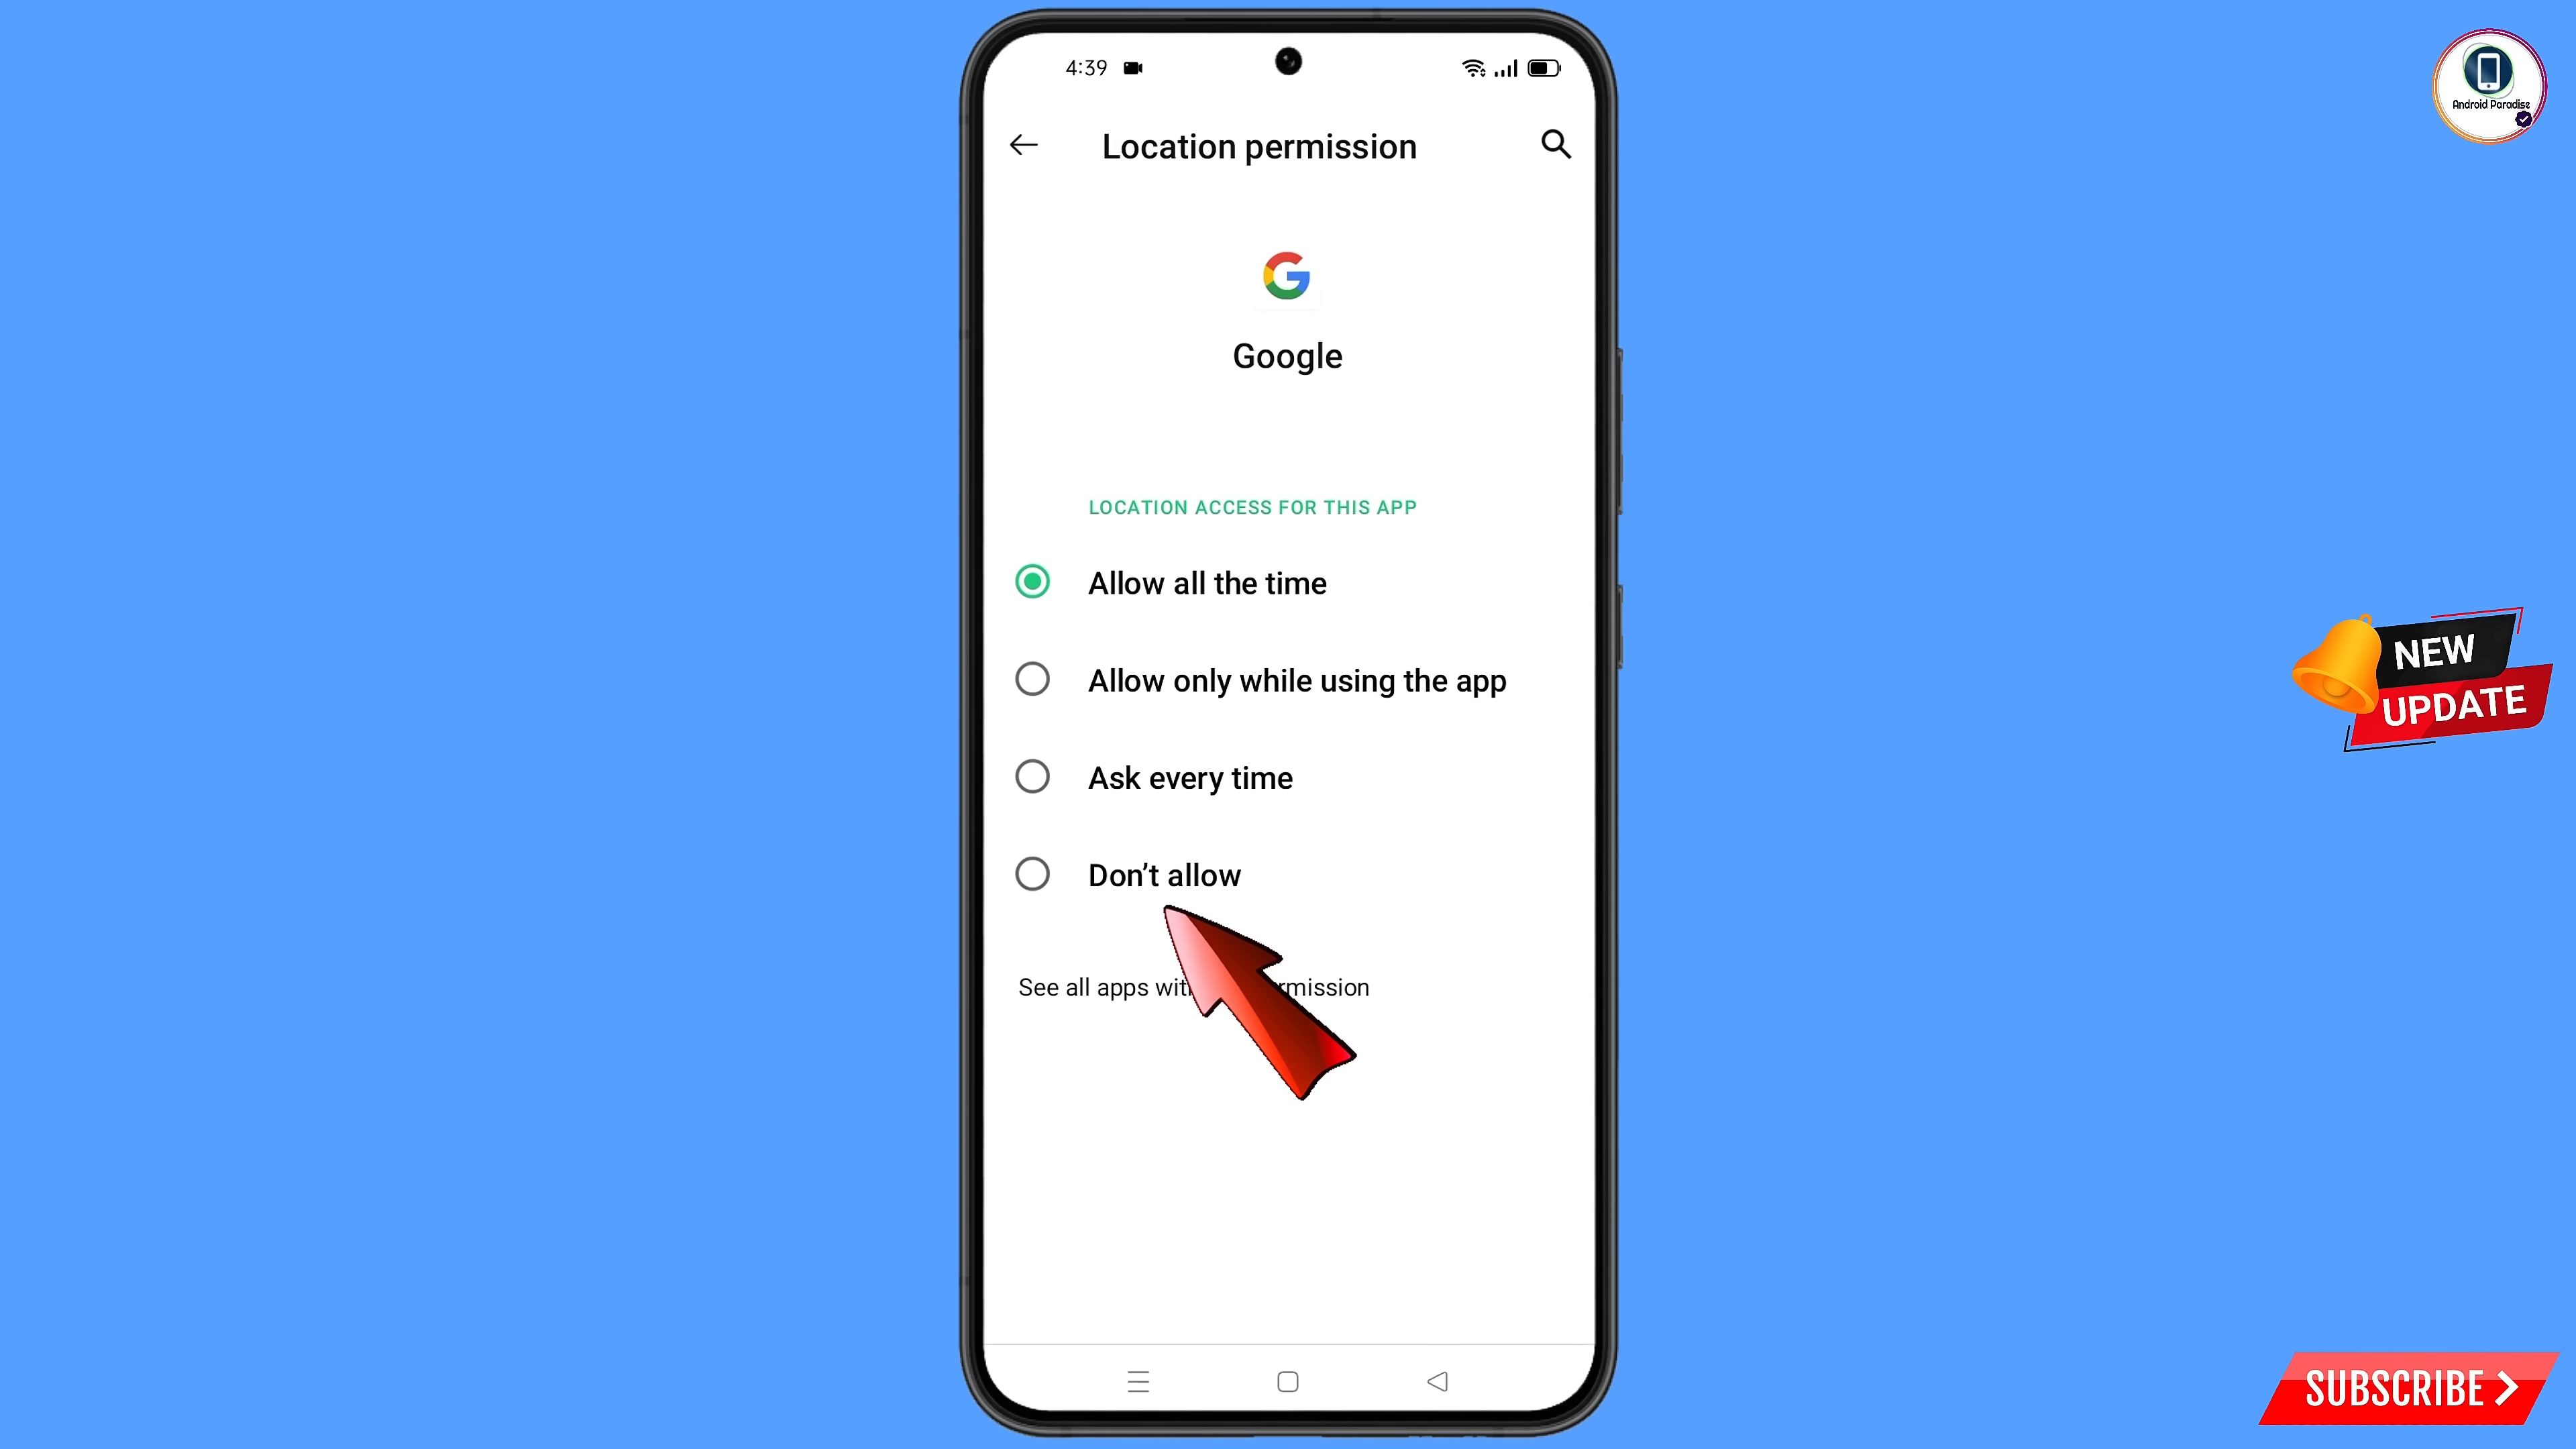 4:39
Android Paradise
Location permission
Google
LOCATION ACCESS FOR THIS APP
Allow all the time
Allow only while using the app
NEW
UPDATE
Ask every time
Don't allow
See all apps wit rmission
SUBSCRIBE